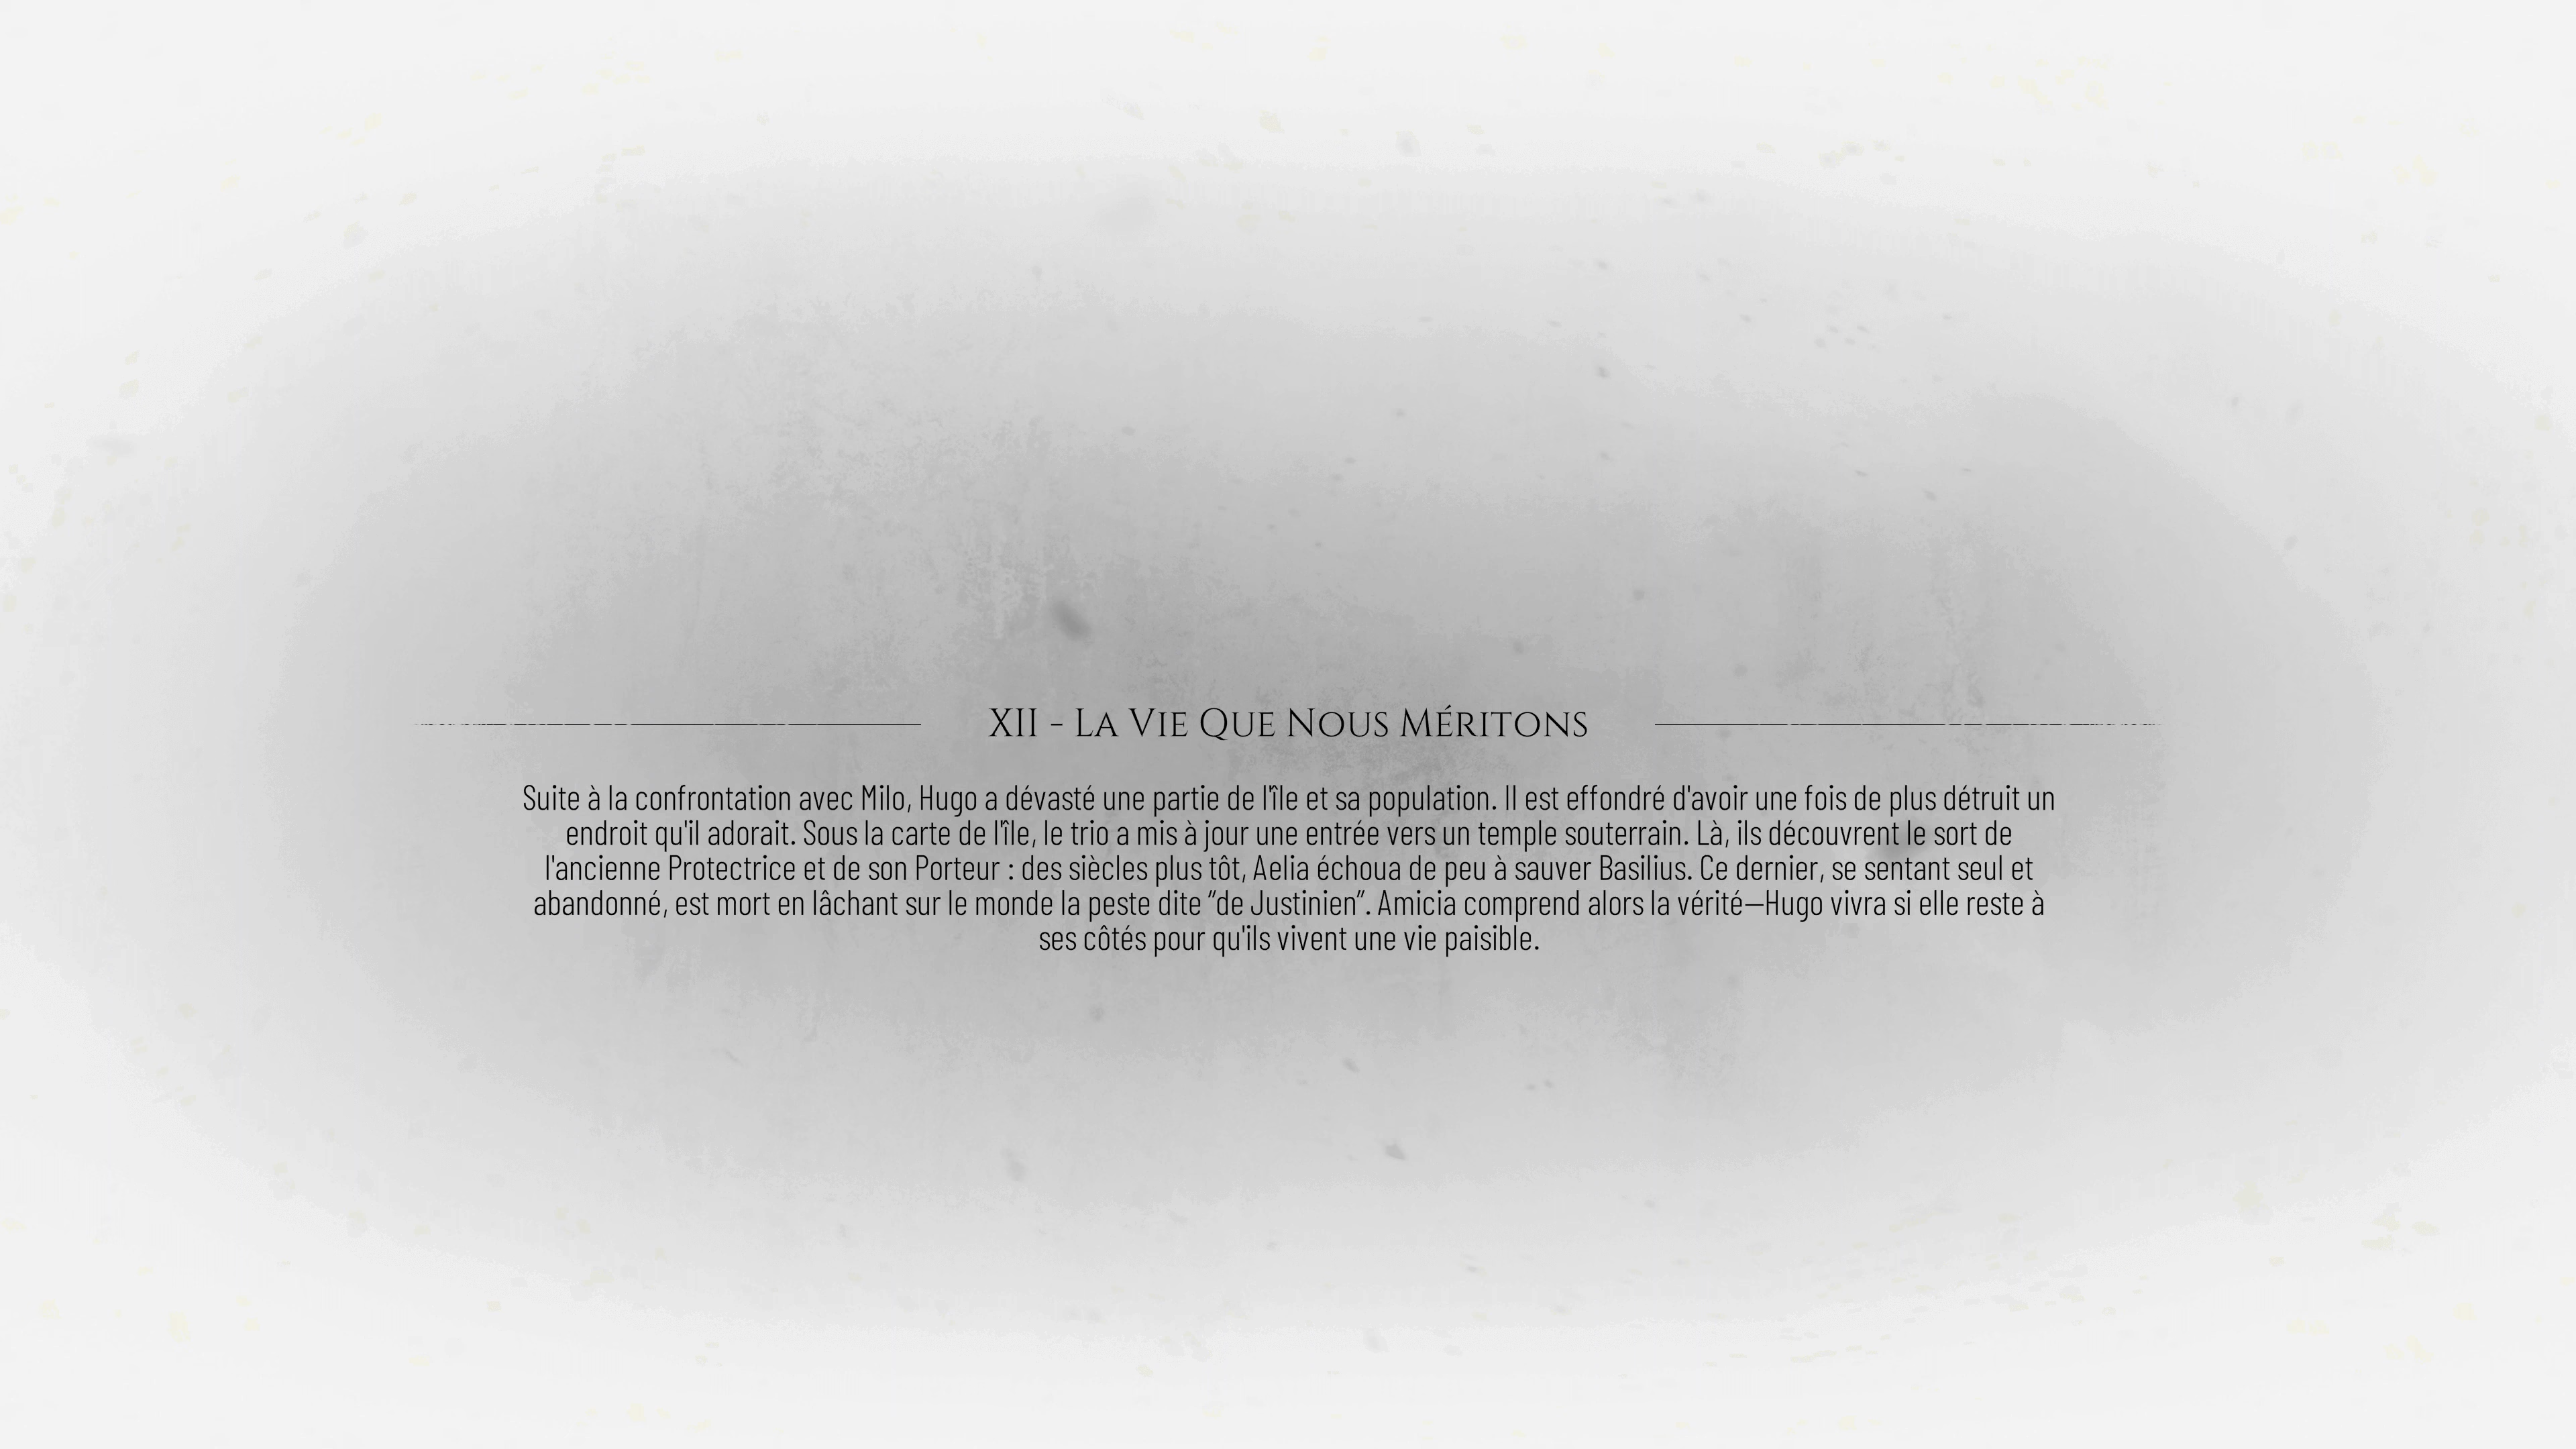 XII - La Vie Que Nous Méritons
Suite à la confrontation avec Milo, Hugo a dévasté une partie de l'île et sa population. Il est effondré d'avoir une fois de plus détruit un
endroit qu'il adorait. Sous la carte de l'île, le trio a mis à jour une entrée vers un temple souterrain. Là, ils découvrent le sort de
l'ancienne Protectrice et de son Porteur : des siècles plus tôt, Aelia échoua de peu à sauver Basilius. Ce dernier, se sentant seul et
abandonné, est mort en lâchant sur le monde la peste dite “de Justinien”. Amicia comprend alors la vérité—Hugo vivra si elle reste à
ses côtés pour qu'ils vivent une vie paisible.